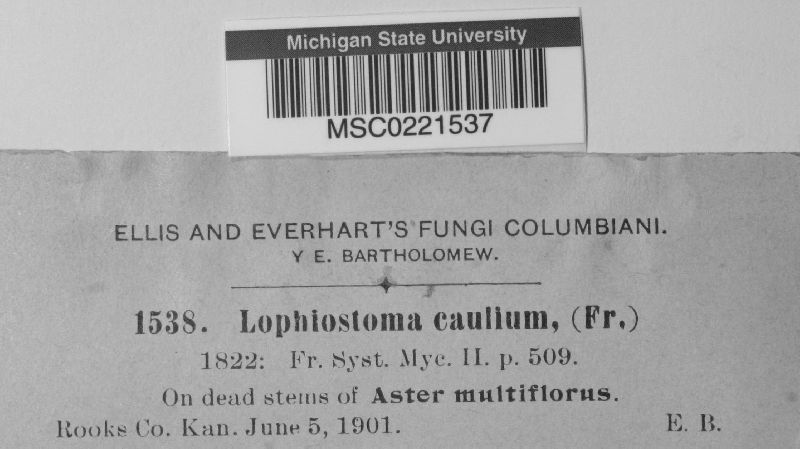 Michigan State University
MSC0221537
ELLIS AND EVERHART'S FUNGI COLUMBIANI.
Y E. BARTHOLOMEW.
1538. Lophiostoma caulium, (Fr.)
1822: Fr. Syst. Myc. II. p. 509.
On dead stems of Aster multiflorus.
Rooks Co. Kan. June 5, 1901. E. B.